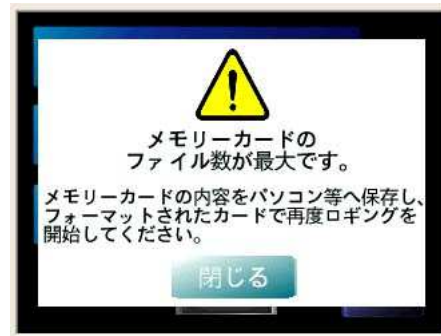 メモリーカードの
ファイル数が最大です。
メモリーカードの内容をパソコン等へ保存し、
フォーマットされたカードで再度ロギングを
開始してください。
閉じる